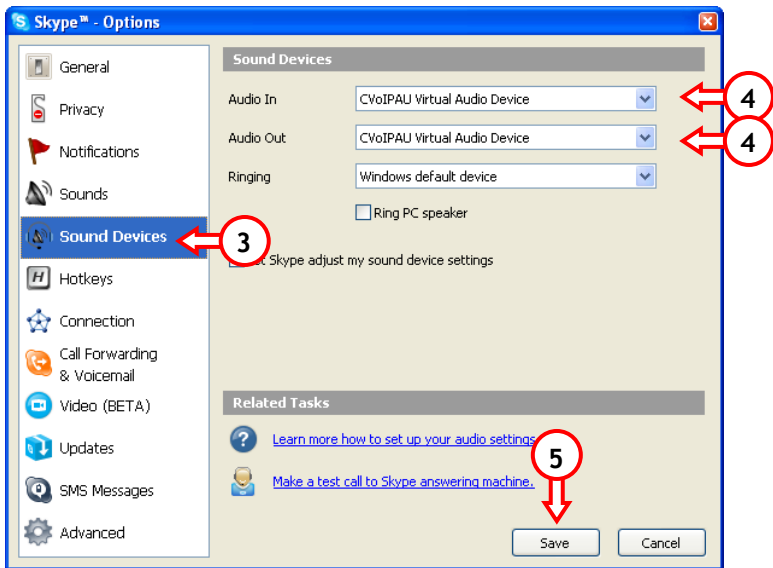 Skype™ - Options
General
Privacy
Notifications
Sounds
Sound Devices
Hotkeys
Connection
Call Forwarding
& Voicemail
Video (BETA)
Updates
SMS Messages
Advanced
Sound Devices
Audio In CVoIPAU Virtual Audio Device
4
Audio Out CVoIPAU Virtual Audio Device
4
Ringing Windows default device
Ring PC speaker
3
Skype adjust my sound device settings
Related Tasks
Learn more how to set up your audio settings
5
Make a test call to Skype answering machine.
Save Cancel